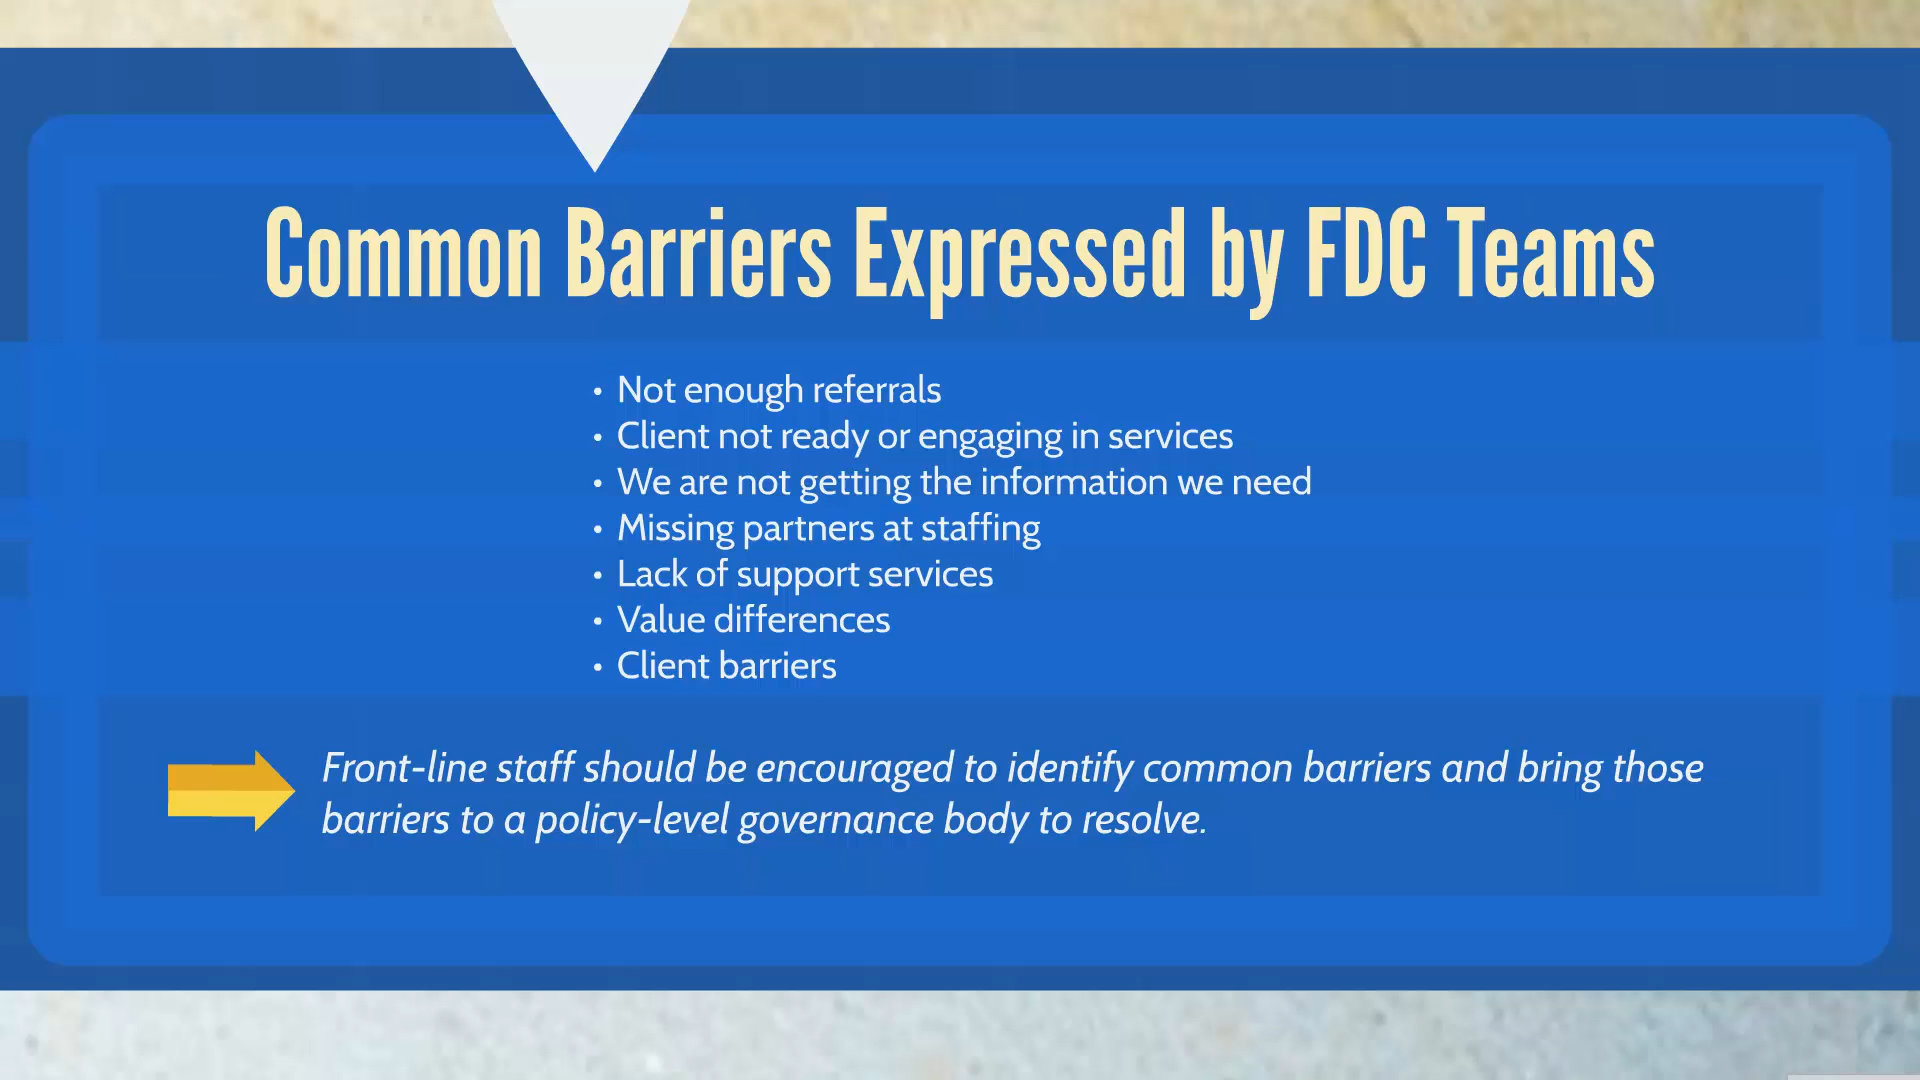 Common Barriers Expressed by FDC Teams
• Not enough referrals
• Client not ready or engaging in services
• We are not getting the information we need
• Missing partners at staffing
• Lack of support services
• Value differences
• Client barriers
Front-line staff should be encouraged to identify common barriers and bring those
barriers to a policy-level governance body to resolve.